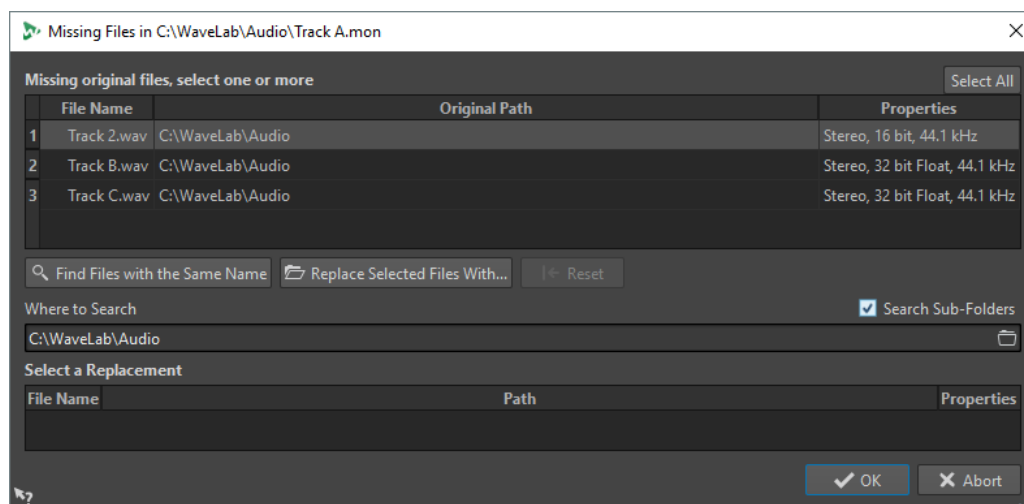 Missing Files in C:\WaveLab\Audio\Track A.mon
Missing original files, select one or more
Select All
File Name Original Path Properties
1 Track 2.wav C:\WaveLab\Audio Stereo, 16 bit, 44.1 kHz
2 Track B.wav C:\WaveLab\Audio Stereo, 32 bit Float, 44.1 kHz
3 Track C.wav C:\WaveLab\Audio Stereo, 32 bit Float, 44.1 kHz
Find Files with the Same Name Replace Selected Files With... Reset
Where to Search Search Sub-Folders
C:\WaveLab\Audio
Select a Replacement
File Name Path Properties
OK Abort